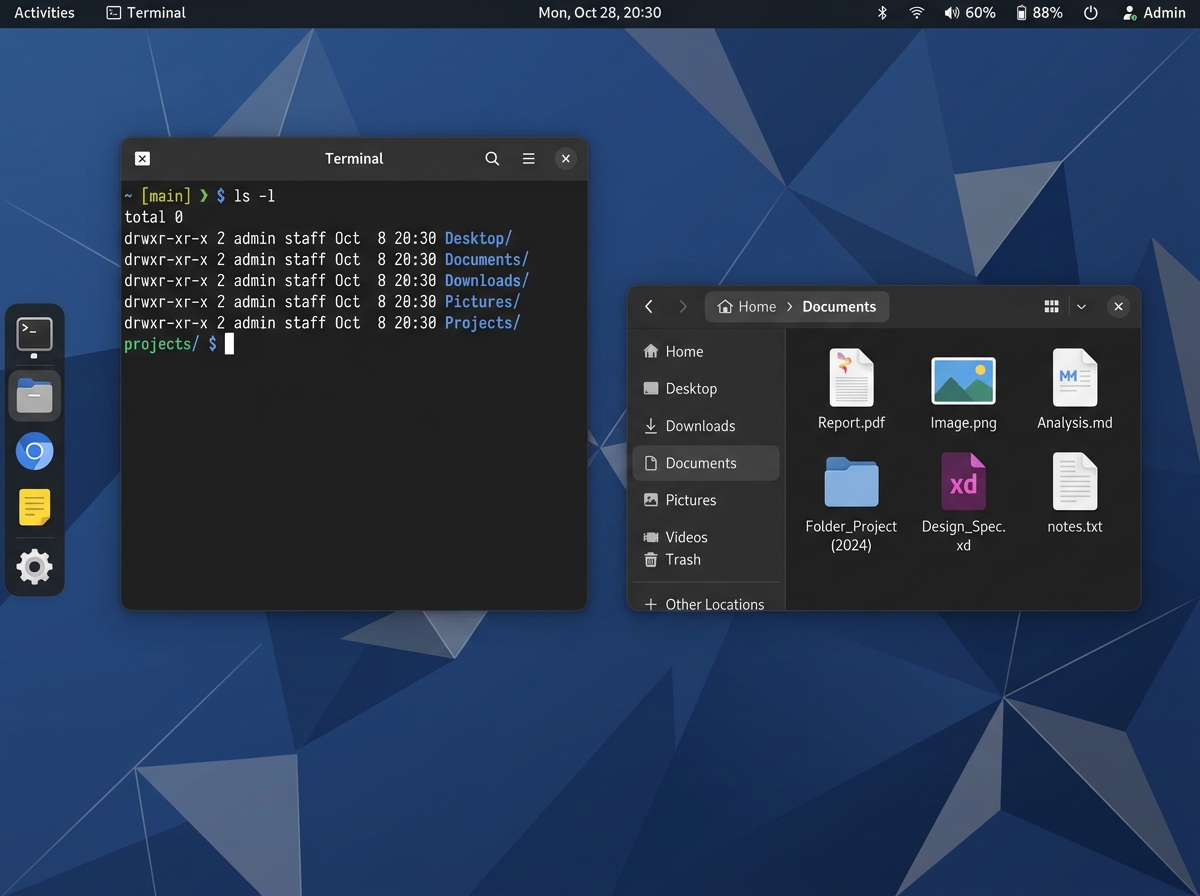 Activities Terminal Mon, Oct 28, 20:30 60% 88% Admin
Terminal
~ [main] ❯ $ ls -l
total 0
drwxr-xr-x 2 admin staff Oct  8 20:30 Desktop/
drwxr-xr-x 2 admin staff Oct  8 20:30 Documents/
drwxr-xr-x 2 admin staff Oct  8 20:30 Downloads/
drwxr-xr-x 2 admin staff Oct  8 20:30 Pictures/
drwxr-xr-x 2 admin staff Oct  8 20:30 Projects/
projects/ $
Home > Documents
Home
Desktop
Downloads
Documents
Pictures
Videos
Trash
+ Other Locations
Report.pdf
Image.png
M
Analysis.md
Folder_Project
(2024)
xd
Design_Spec.
xd
notes.txt